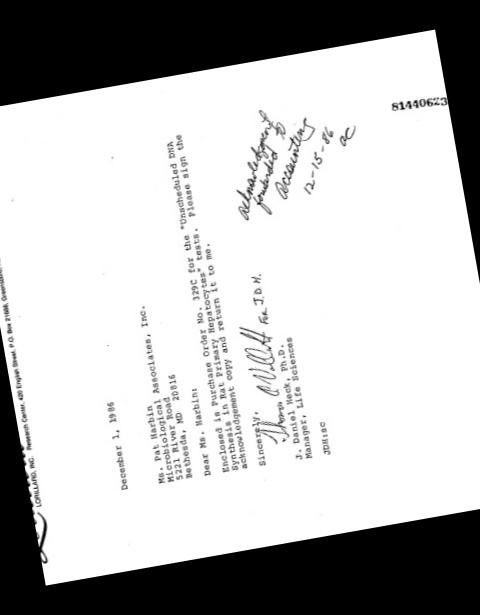 LORILLARD, INC. Research Center, 420 English Street, P.O. Box 21688, Greensboro,
December 1, 1986
Ms. Pat Harbin
Microbiological Associates, Inc.
5221 River Road
Bethesda, MD 20816
Dear Ms. Harbin:
Enclosed is Purchase Order No. 329C for the "Unscheduled DNA
Synthesis in Rat Primary Hepatocytes" tests. Please sign the
acknowledgement copy and return it to me.
Sincerely,
FOR J.D.H.
J. Daniel Heck, Ph.D.
Manager, Life Sciences
JDH:sc
acknowledgement
forwarded to
accounting
12-15-86
ac
81440623